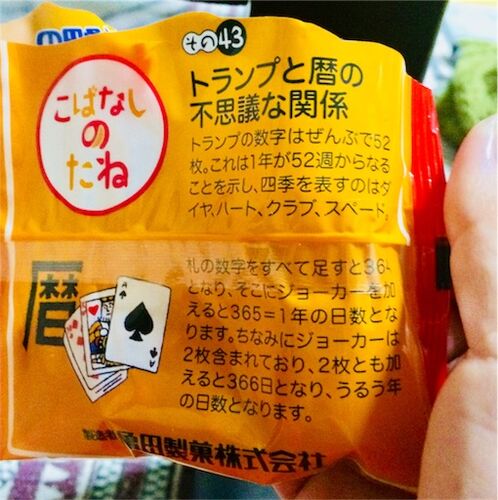 その43
こばなし
の
たね
トランプと暦の
不思議な関係
トランプの数字はぜんぶで52
枚。これは1年が52週からなる
ことを示し、四季を表すのはダ
イヤ、ハート、クラブ、スペード。
暦
札の数字をすべて足すと364
となり、そこにジョーカーを加
えると365=1年の日数とな
ります。ちなみにジョーカーは
2枚含まれており、2枚とも加
えると366日となり、うるう年
の日数となります。
製造者 亀田製菓株式会社